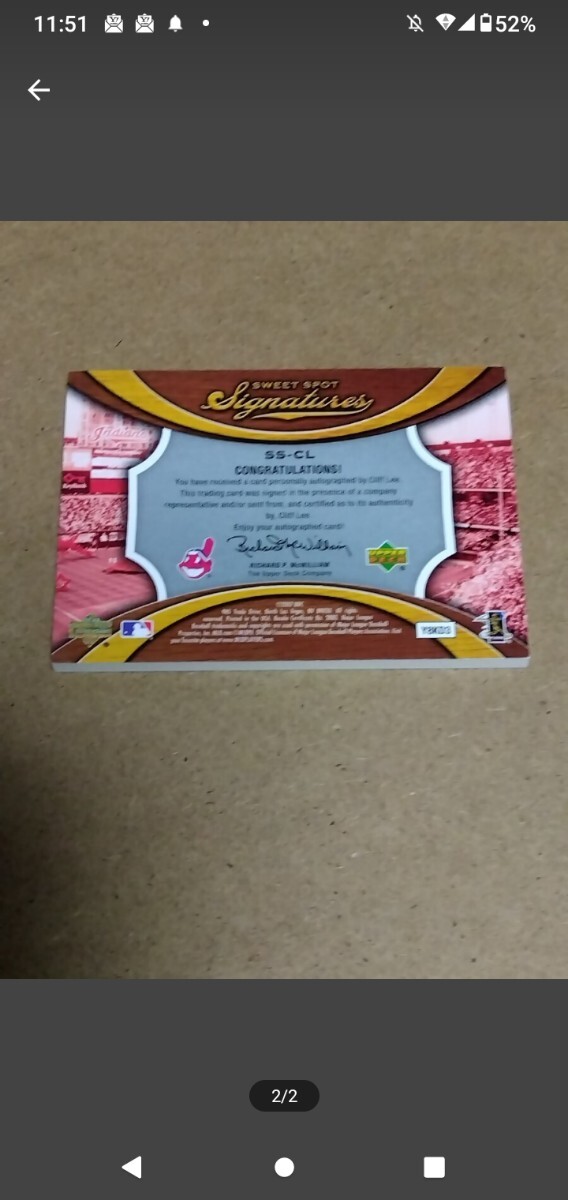 11:51
52%
SWEET SPOT
Signatures
Indians
SS-CL
CONGRATULATIONS!
You have received a card personally autographed by Cliff Lee.
This trading card was signed in the presence of a company
representation and/or sent from, and certified as to its authenticity
by, Cliff Lee
Enjoy your autographed card!
RICHARD P. McWILLIAM
The Upper Deck Company
2/2